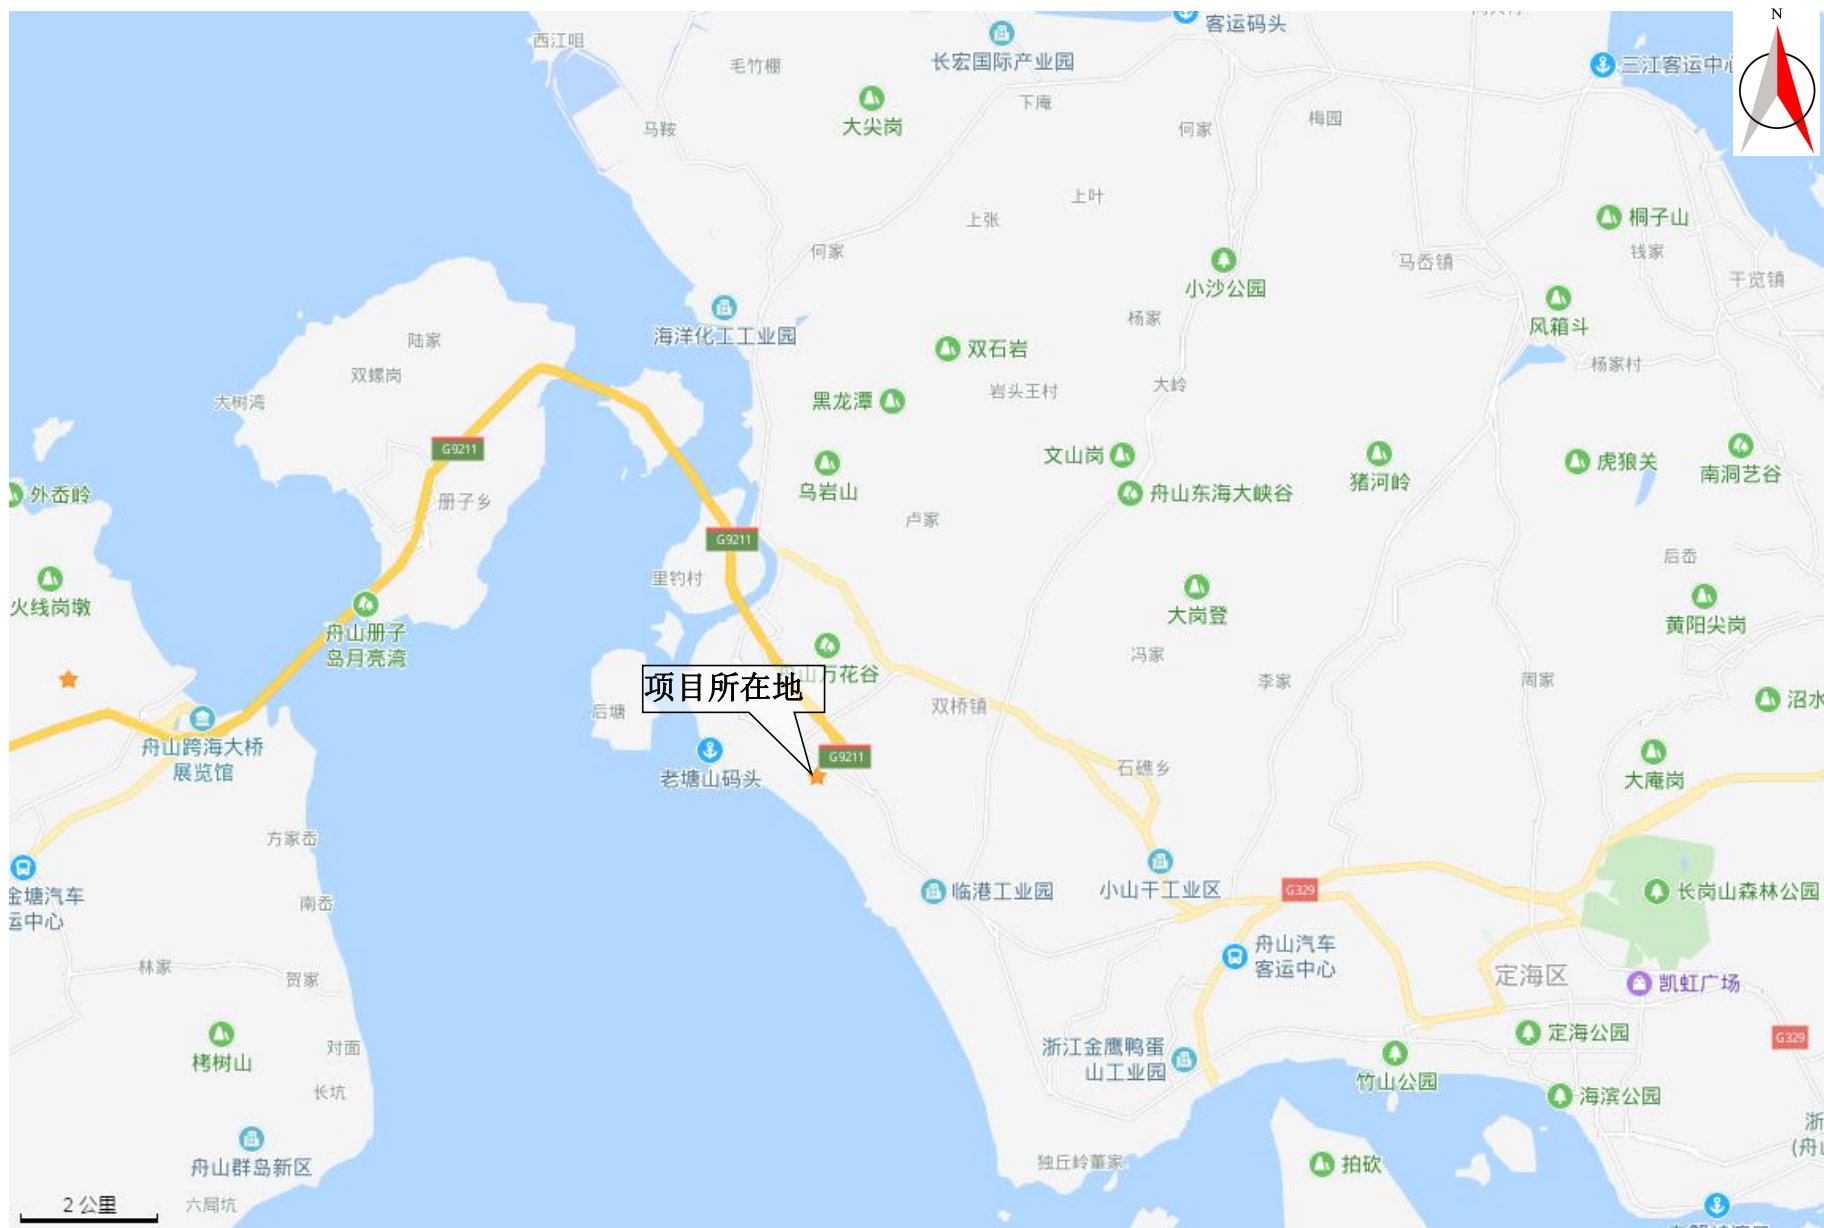 N
客运码头
西江咀
长宏国际产业园
毛竹棚
三江客运中心
大尖岗
下庵
马鞍
何家
梅园
上叶
上张
桐子山
何家
钱家
马岙镇
干览镇
小沙公园
海洋化工工业园
杨家
风箱斗
陆家
双石岩
双螺岗
杨家村
大岭
岩头王村
大树湾
黑龙潭
G9211
文山岗
猪河岭
虎狼关
南洞艺谷
外岙岭
册子乡
乌岩山
舟山东海大峡谷
卢家
G9211
后岙
火线岗墩
里钓村
大岗登
黄阳尖岗
舟山册子
岛月亮湾
冯家
舟山万花谷
李家
周家
项目所在地
双桥镇
后塘
沼水
舟山跨海大桥
展览馆
老塘山码头
G9211
石礁乡
大庵岗
方家岙
金塘汽车
运中心
南岙
临港工业园
小山干工业区
G329
长岗山森林公园
舟山汽车
客运中心
林家
贺家
定海区
凯虹广场
栲树山
对面
浙江金鹰鸭蛋
山工业园
定海公园
G329
竹山公园
长坑
海滨公园
浙
(舟山
舟山群岛新区
独丘岭董家
拍砍
2 公里
六局坑